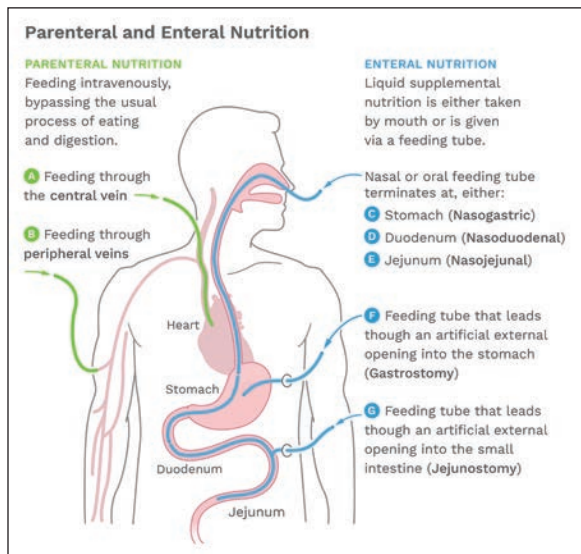 Parenteral and Enteral Nutrition
PARENTERAL NUTRITION
Feeding intravenously,
bypassing the usual
process of eating
and digestion.
A Feeding through
the central vein
B Feeding through
peripheral veins
ENTERAL NUTRITION
Liquid supplemental
nutrition is either taken
by mouth or is given
via a feeding tube.
Nasal or oral feeding tube
terminates at, either:
C Stomach (Nasogastric)
D Duodenum (Nasoduodenal)
E Jejunum (Nasojejunal)
F Feeding tube that leads
though an artificial external
opening into the stomach
(Gastrostomy)
G Feeding tube that leads
though an artificial external
opening into the small
intestine (Jejunostomy)
Heart
Stomach
Duodenum
Jejunum